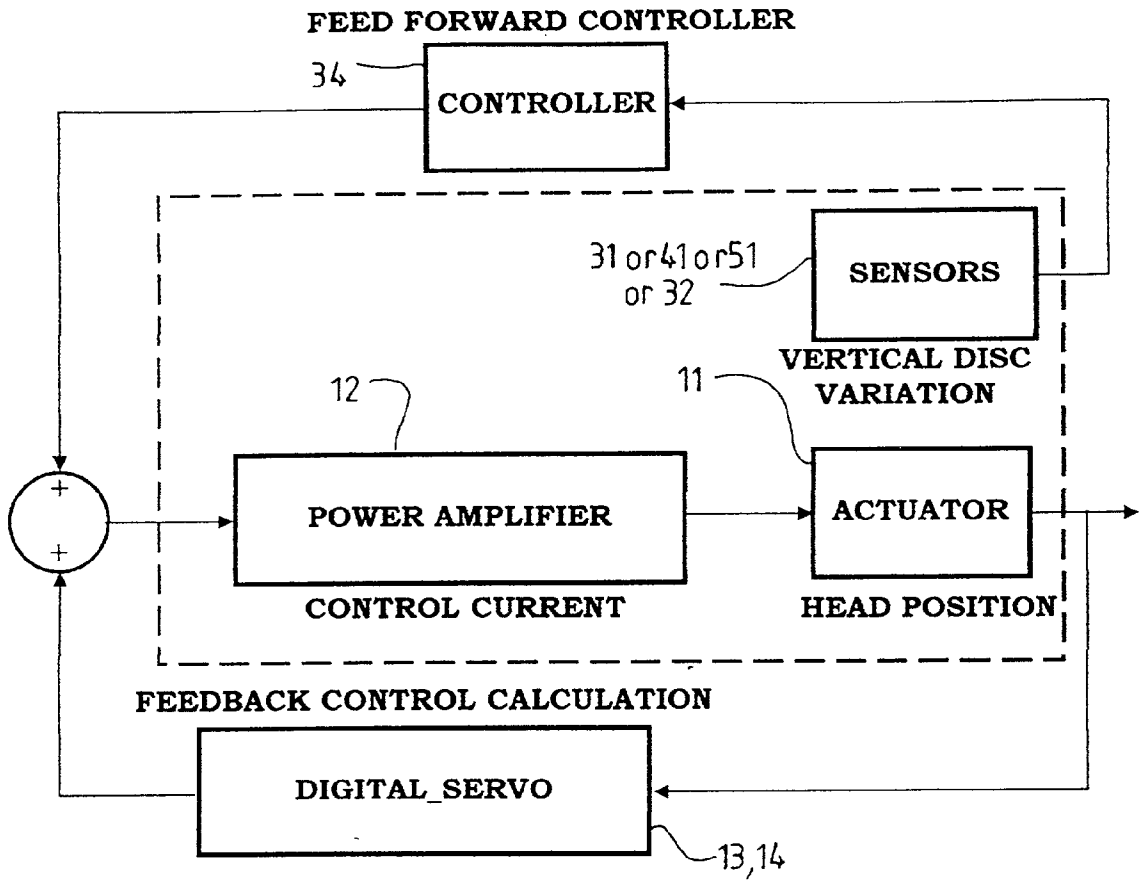 FEED FORWARD CONTROLLER
34
CONTROLLER
31 or 41 or 51
or 32
SENSORS
VERTICAL DISC
VARIATION
12
11
+
+
POWER AMPLIFIER
ACTUATOR
CONTROL CURRENT
HEAD POSITION
FEEDBACK CONTROL CALCULATION
DIGITAL_SERVO
13,14